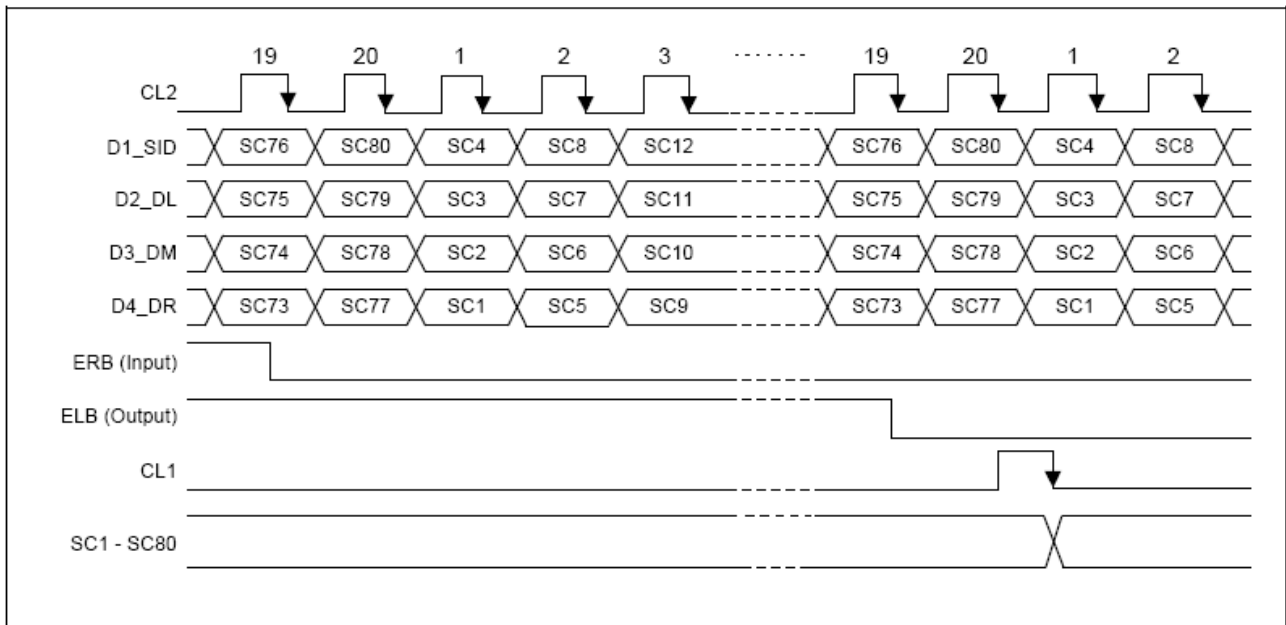 19 20 1 2 3 ....... 19 20 1 2
CL2
D1_SID SC76 SC80 SC4 SC8 SC12 SC76 SC80 SC4 SC8
D2_DL SC75 SC79 SC3 SC7 SC11 SC75 SC79 SC3 SC7
D3_DM SC74 SC78 SC2 SC6 SC10 SC74 SC78 SC2 SC6
D4_DR SC73 SC77 SC1 SC5 SC9 SC73 SC77 SC1 SC5
ERB (Input)
ELB (Output)
CL1
SC1 - SC80